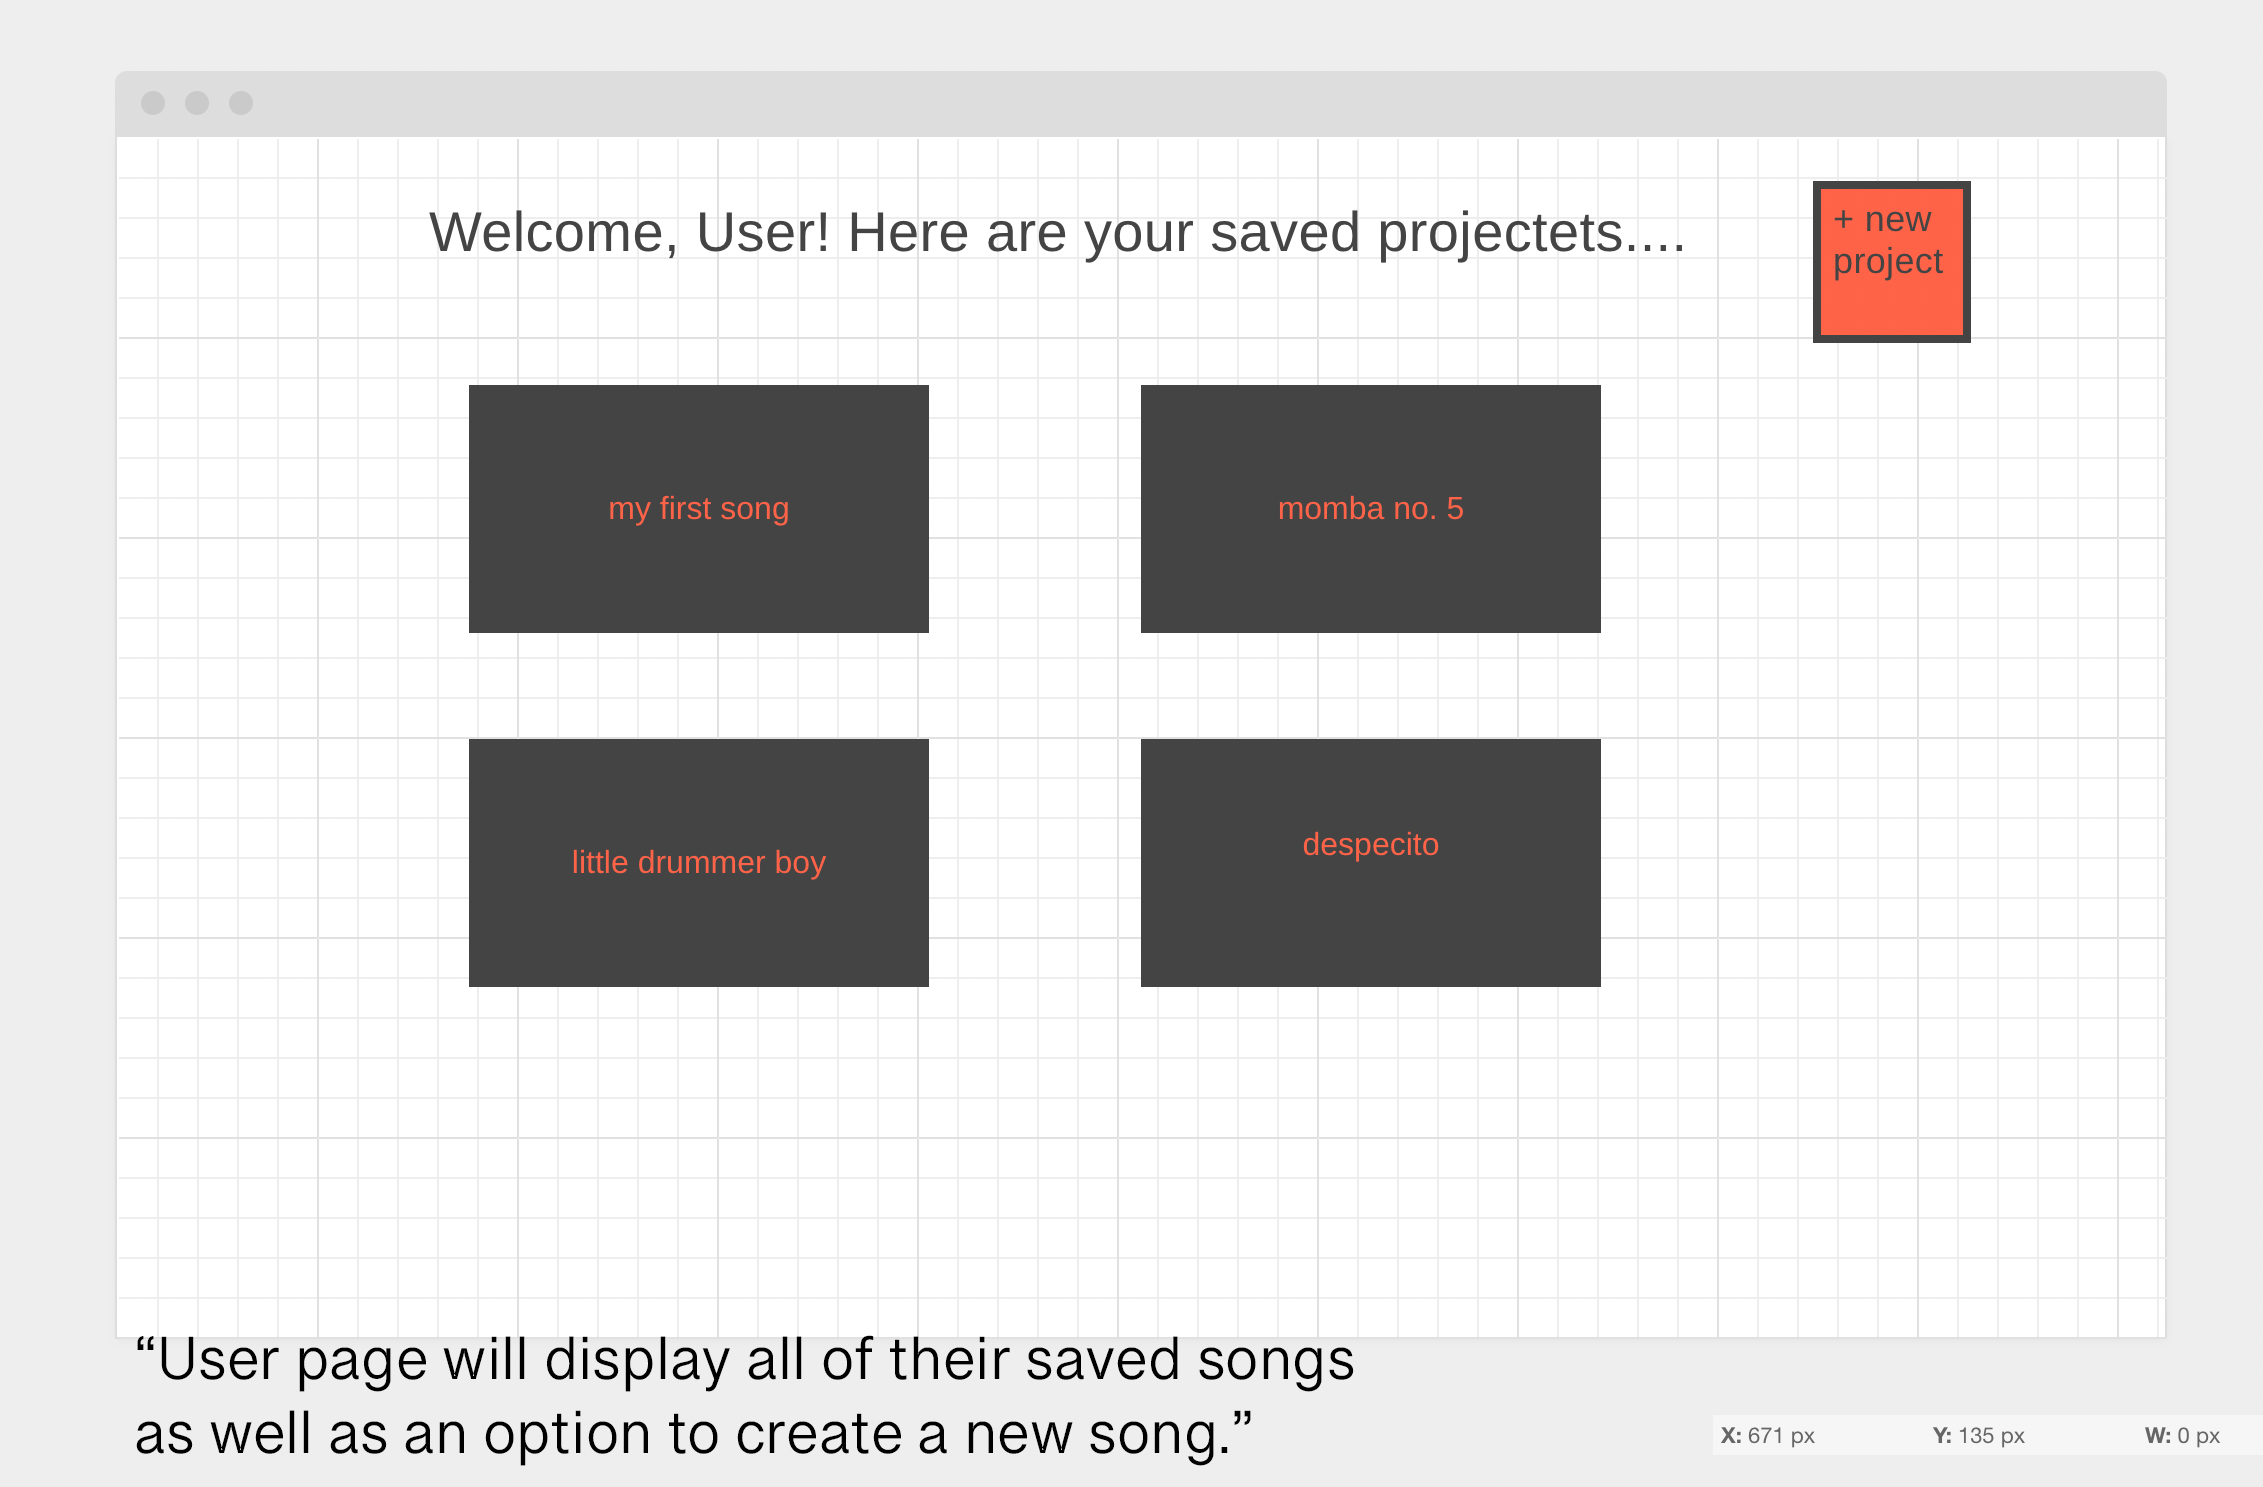 Welcome, User! Here are your saved projectets....
+ new
project
my first song
momba no. 5
little drummer boy
despecito
“User page will display all of their saved songs
as well as an option to create a new song.”
X: 671 px Y: 135 px W: 0 px